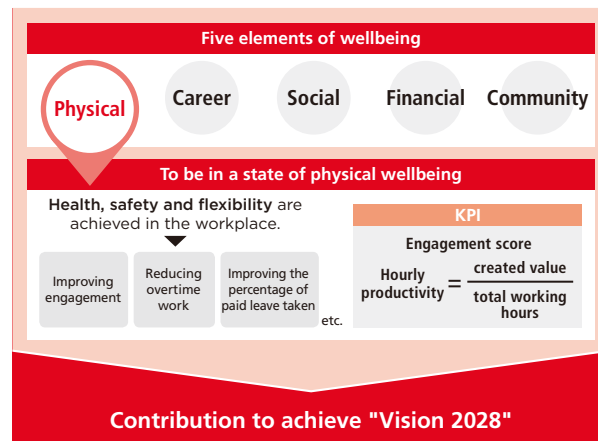 Five elements of wellbeing
Physical
Career
Social
Financial
Community
To be in a state of physical wellbeing
Health, safety and flexibility are
achieved in the workplace.
Improving
engagement
Reducing
overtime
work
Improving the
percentage of
paid leave taken
etc.
KPI
Engagement score
Hourly
productivity
=
created value
total working
hours
Contribution to achieve "Vision 2028"